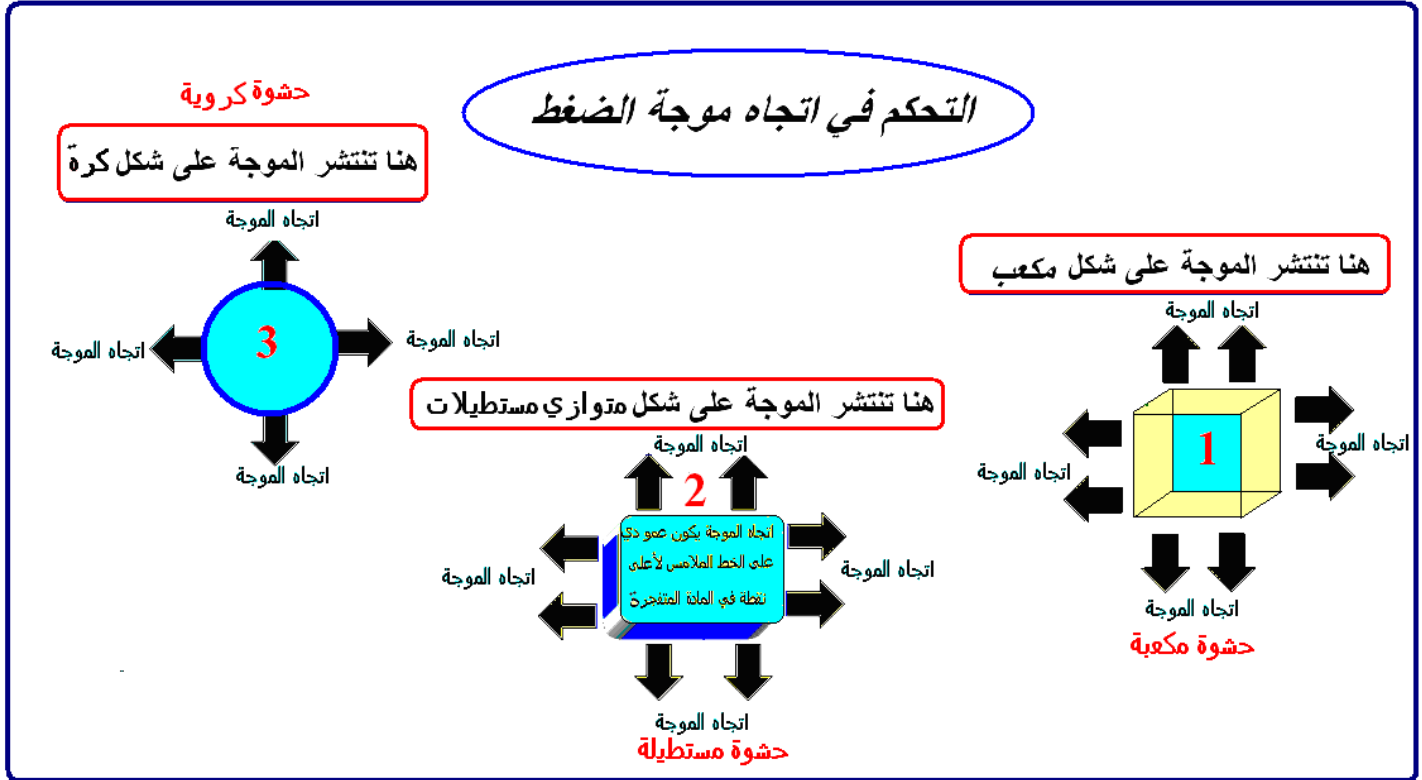 التحكم في اتجاه موجة الضغط
حشوة كروية
هنا تنتشر الموجة على شكل كرة
اتجاه الموجة
3
اتجاه الموجة
اتجاه الموجة
اتجاه الموجة
هنا تنتشر الموجة على شكل مكعب
اتجاه الموجة
1
اتجاه الموجة
اتجاه الموجة
اتجاه الموجة
حشوة مكعبة
هنا تنتشر الموجة على شكل متوازي مستطيلات
اتجاه الموجة
2
اتجاه الموجة يكون عمودي
على الخط الملامس لأعلى
نقطة في المادة المتفجرة
اتجاه الموجة
اتجاه الموجة
اتجاه الموجة
حشوة مستطيلة